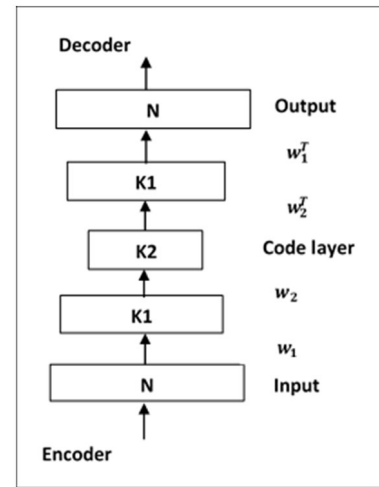 Decoder
N Output
w₁ᵀ
K1
w₂ᵀ
K2 Code layer
w₂
K1
w₁
N Input
Encoder